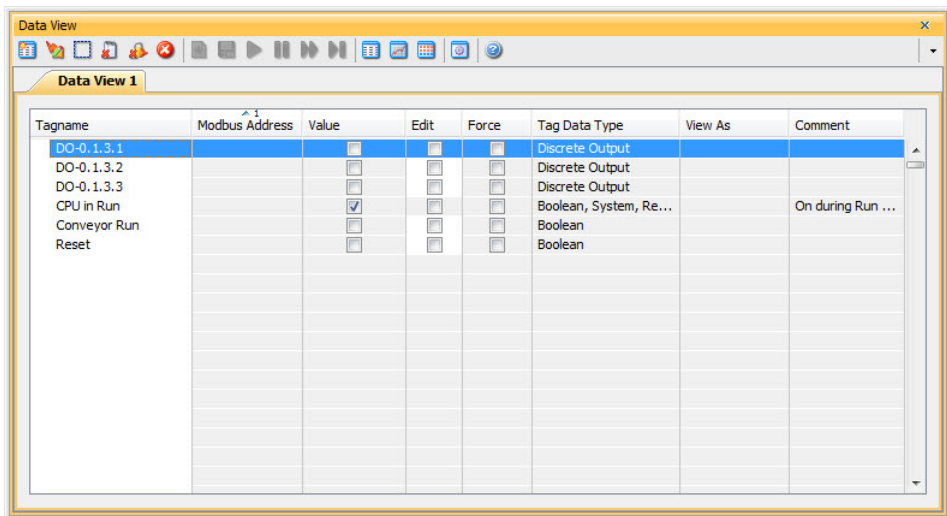 Data View
Data View 1
1
Tagname Modbus Address Value Edit Force Tag Data Type View As Comment
DO-0.1.3.1 Discrete Output
DO-0.1.3.2 Discrete Output
DO-0.1.3.3 Discrete Output
CPU in Run Boolean, System, Re... On during Run ...
Conveyor Run Boolean
Reset Boolean